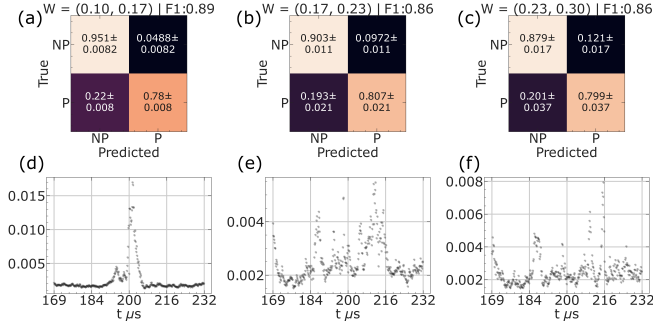 (a) W = (0.10, 0.17) | F1:0.89
(b) W = (0.17, 0.23) | F1:0.86
(c) W = (0.23, 0.30) | F1:0.86
True
NP
P
0.951±
0.0082
0.0488±
0.0082
0.22±
0.008
0.78±
0.008
NP
P
Predicted
True
NP
P
0.903±
0.011
0.0972±
0.011
0.193±
0.021
0.807±
0.021
NP
P
Predicted
True
NP
P
0.879±
0.017
0.121±
0.017
0.201±
0.037
0.799±
0.037
NP
P
Predicted
(d)
0.015
0.010
0.005
169 184 200 216 232
t μs
(e)
0.004
0.002
169 184 200 216 232
t μs
(f)
0.008
0.006
0.004
0.002
169 184 200 216 232
t μs